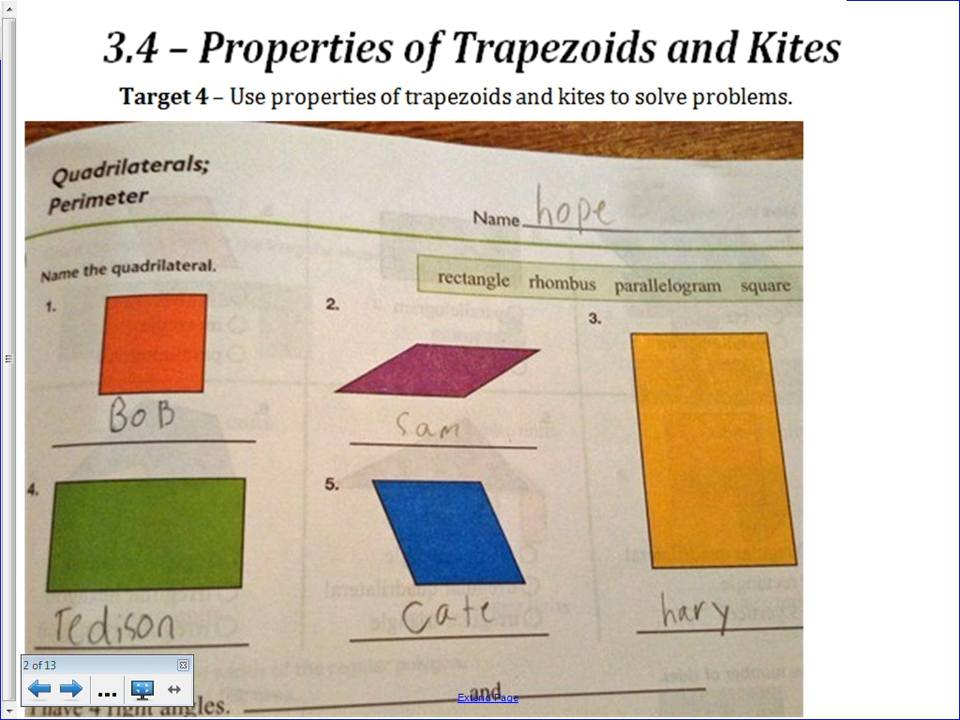 3.4 – Properties of Trapezoids and Kites
Target 4 – Use properties of trapezoids and kites to solve problems.
Quadrilaterals;
Perimeter
Name hope
Name the quadrilateral.
rectangle rhombus parallelogram square
1.
2.
3.
BoB
Sam
4.
5.
Tedison
Cate
hary
2 of 13
I have 4 right angles. and
Extend Page